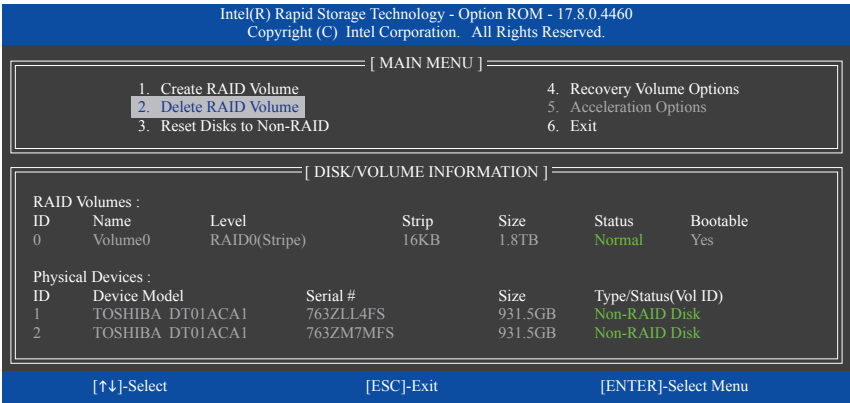 Intel(R) Rapid Storage Technology - Option ROM - 17.8.0.4460
Copyright (C) Intel Corporation. All Rights Reserved.
[ MAIN MENU ]
1. Create RAID Volume 4. Recovery Volume Options
2. Delete RAID Volume 5. Acceleration Options
3. Reset Disks to Non-RAID 6. Exit
[ DISK/VOLUME INFORMATION ]
RAID Volumes :
ID Name Level Strip Size Status Bootable
0 Volume0 RAID0(Stripe) 16KB 1.8TB Normal Yes
Physical Devices :
ID Device Model Serial # Size Type/Status(Vol ID)
1 TOSHIBA DT01ACA1 763ZLL4FS 931.5GB Non-RAID Disk
2 TOSHIBA DT01ACA1 763ZM7MFS 931.5GB Non-RAID Disk
[↑↓]-Select [ESC]-Exit [ENTER]-Select Menu